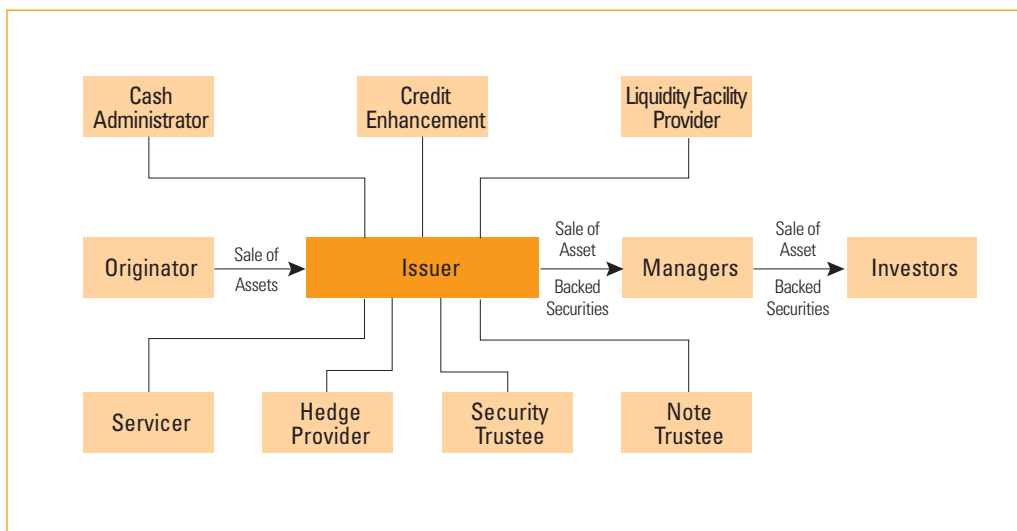 Cash
Administrator
Credit
Enhancement
Liquidity Facility
Provider
Originator
Sale of
Assets
Issuer
Sale of
Asset
Backed
Securities
Managers
Sale of
Asset
Backed
Securities
Investors
Servicer
Hedge
Provider
Security
Trustee
Note
Trustee